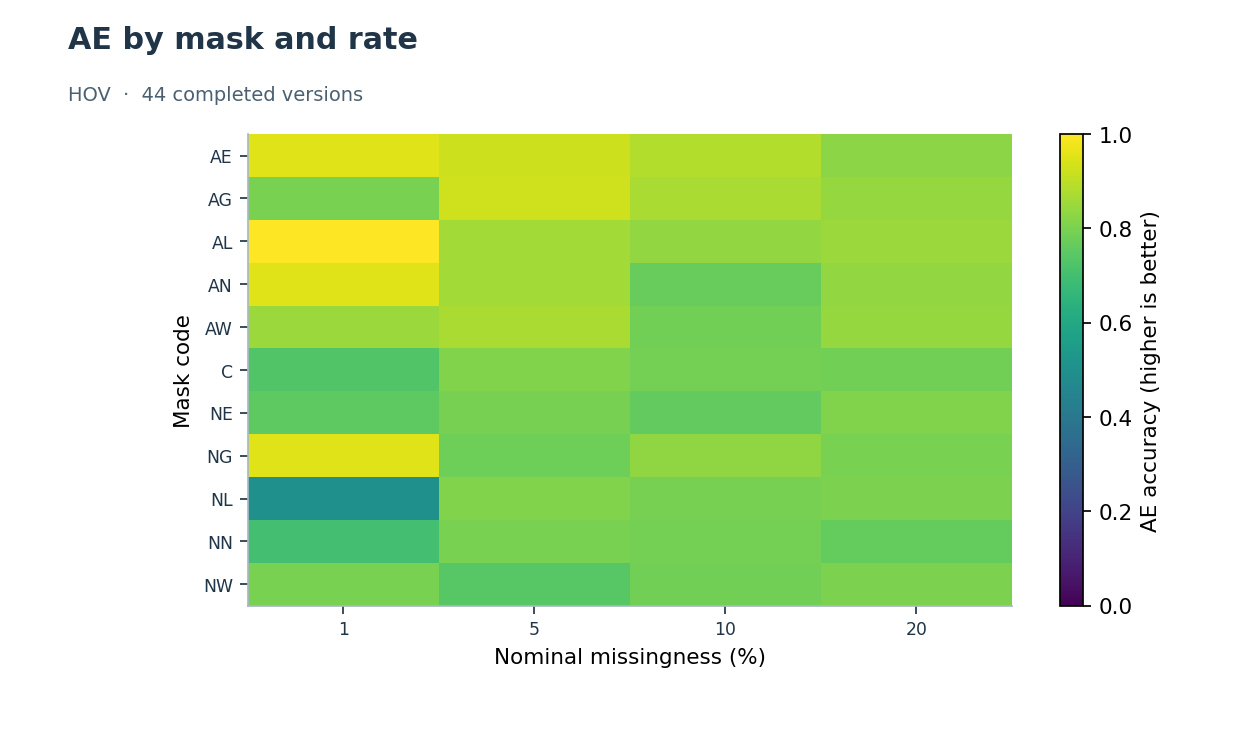 AE by mask and rate
HOV · 44 completed versions
AE
AG
AL
AN
AW
C
NE
NG
NL
NN
NW
Mask code
1 5 10 20
Nominal missingness (%)
1.0
0.8
0.6
0.4
0.2
0.0
AE accuracy (higher is better)